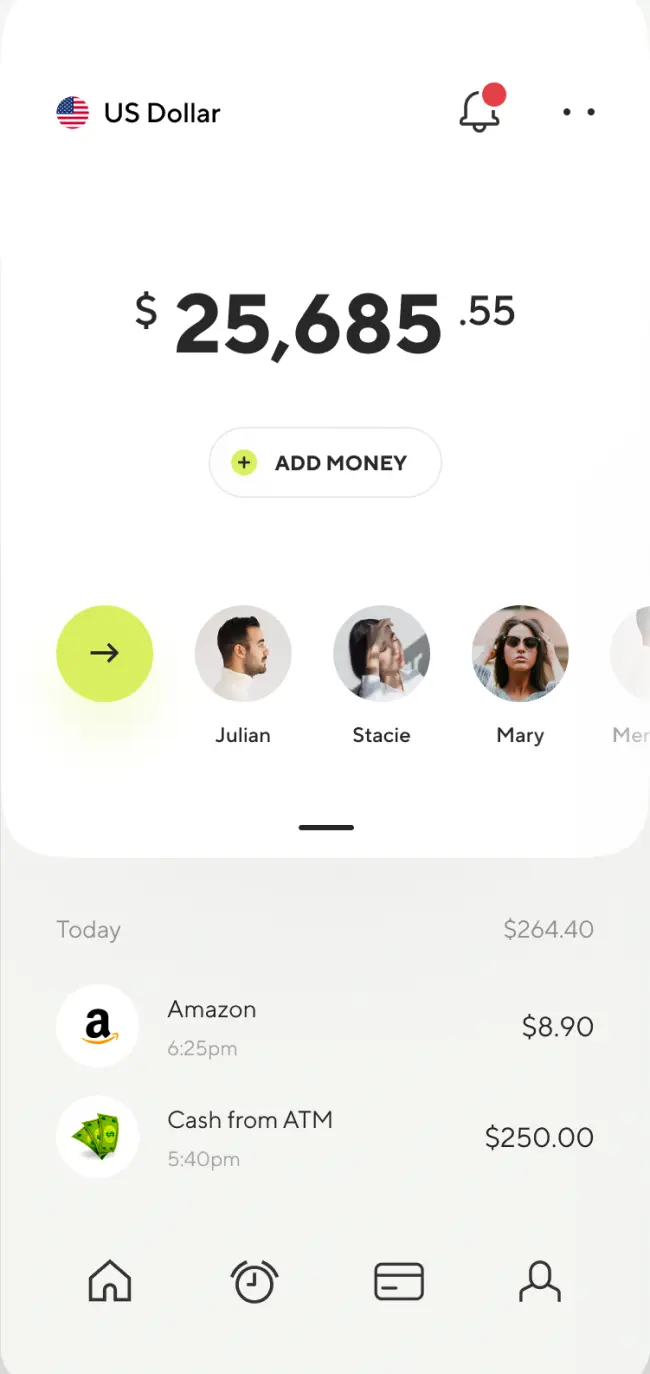 US Dollar
$ 25,685 .55
+ ADD MONEY
Julian Stacie Mary Mer
Today $264.40
a
Amazon
$8.90
6:25pm
Cash from ATM
$250.00
5:40pm